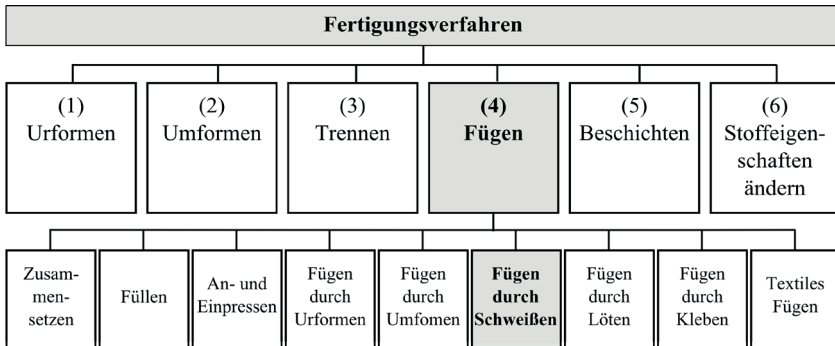 Fertigungsverfahren
(1)
Urformen
(2)
Umformen
(3)
Trennen
(4)
Fügen
(5)
Beschichten
(6)
Stoffeigen-
schaften
ändern
Zusam-
men-
setzen
Füllen
An- und
Einpressen
Fügen
durch
Urformen
Fügen
durch
Umfomen
Fügen
durch
Schweißen
Fügen
durch
Löten
Fügen
durch
Kleben
Textiles
Fügen